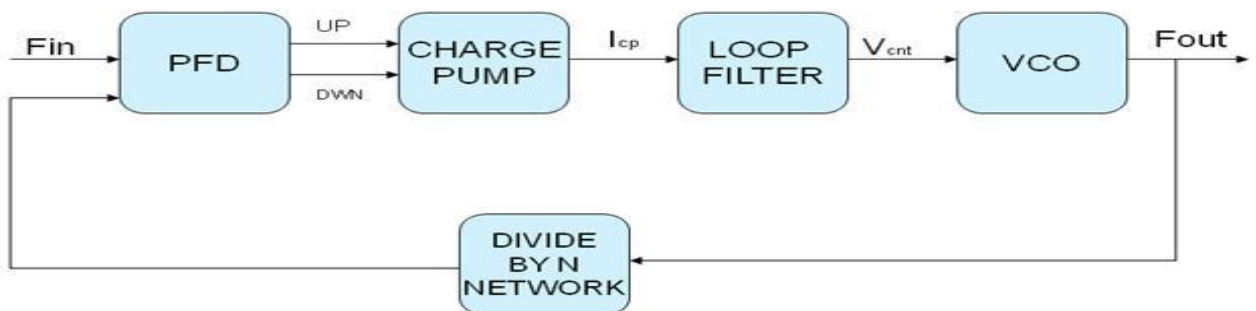 Fin
PFD
UP
DWN
CHARGE
PUMP
Icp
LOOP
FILTER
Vcnt
VCO
Fout
DIVIDE
BY N
NETWORK